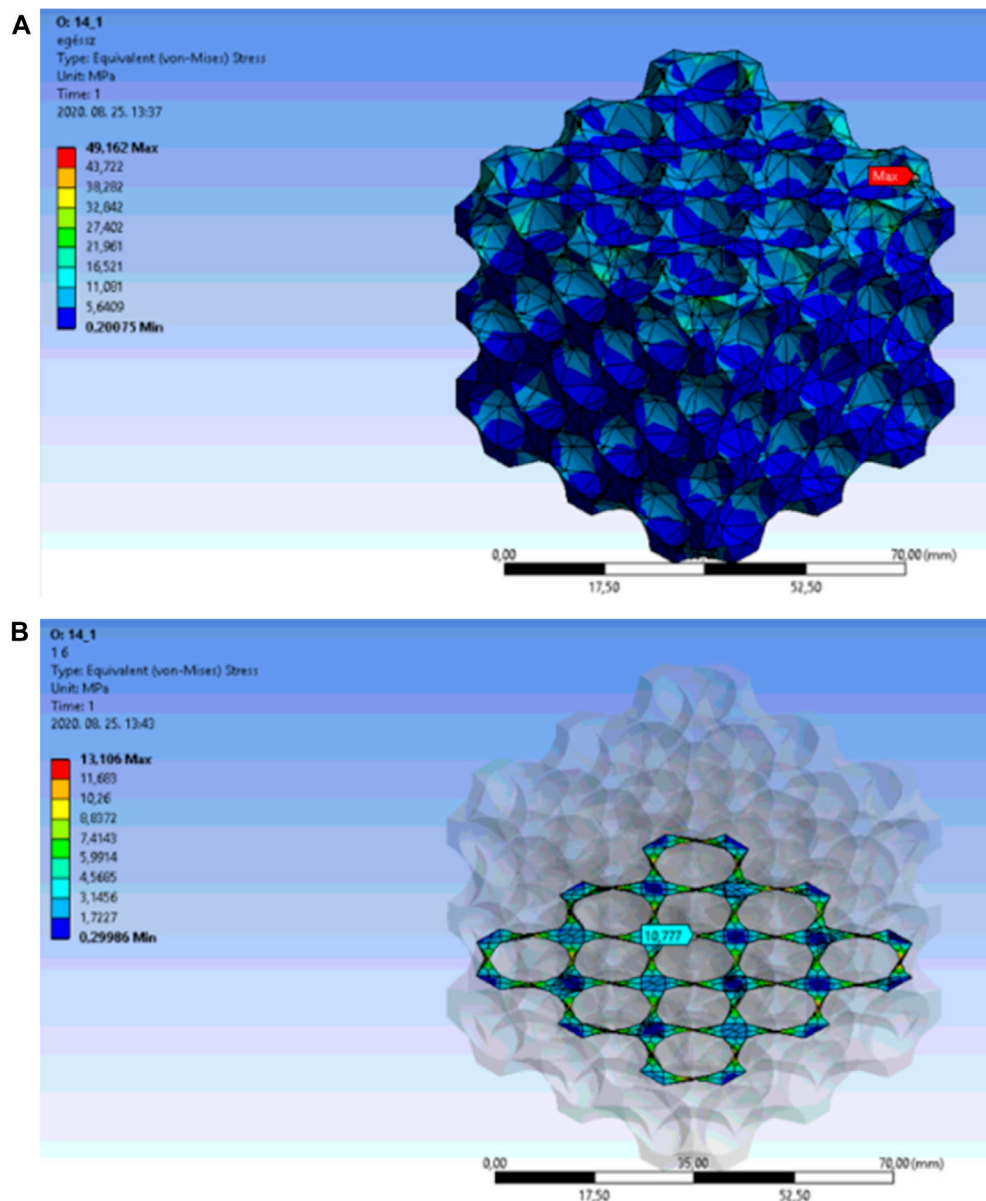 A
O: 14_1
egéssz
Type: Equivalent (von-Mises) Stress
Unit: MPa
Time: 1
2020. 08. 25. 13:37
49,162 Max
43,722
38,282
32,842
27,402
21,961
16,521
11,081
5,6409
0,20075 Min
Max
0,00
70,00 (mm)
17,50
52,50
B
O: 14_1
1 6
Type: Equivalent (von-Mises) Stress
Unit: MPa
Time: 1
2020. 08. 25. 13:43
13,106 Max
11,683
10,26
8,8372
7,4143
5,9914
4,5685
3,1456
1,7227
0,29986 Min
10,777
0,00
35,00
70,00 (mm)
17,50
52,50